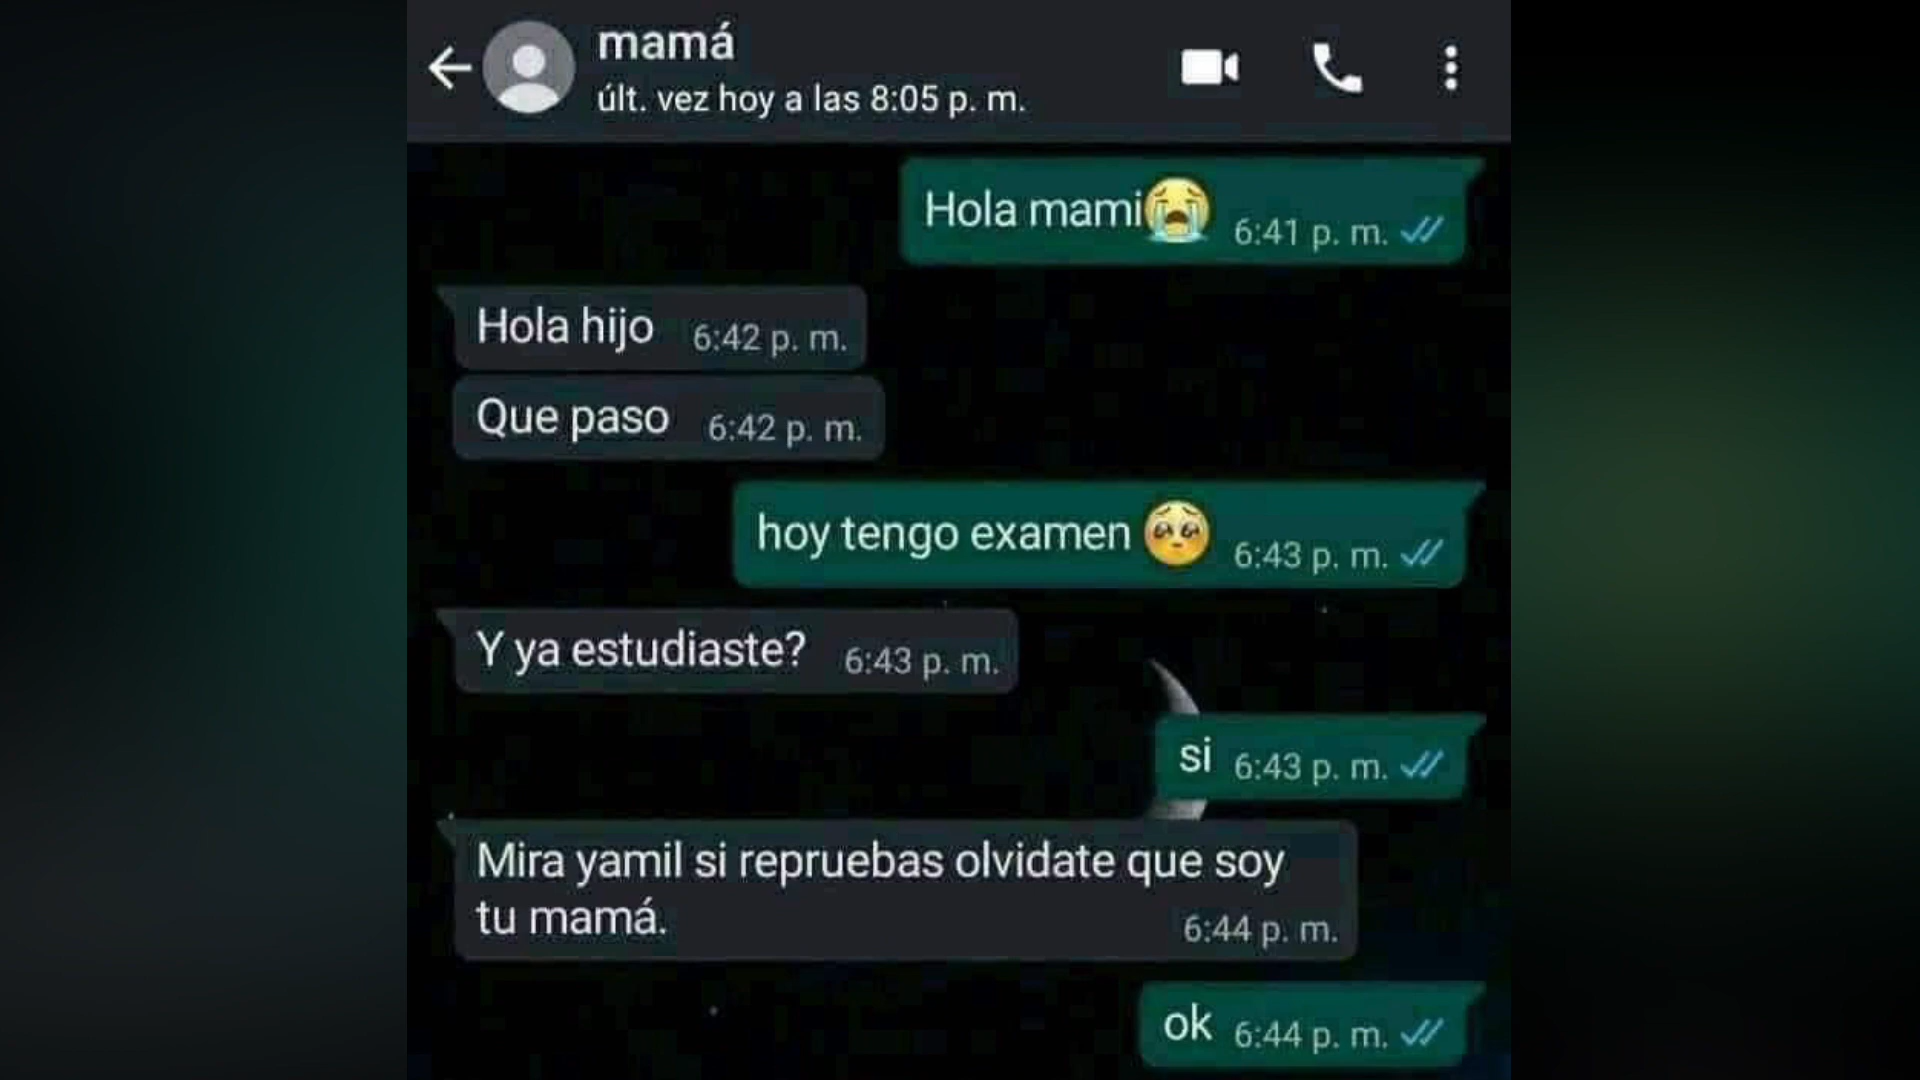 mamá
últ. vez hoy a las 8:05 p. m.
Hola mami😭 6:41 p. m.
Hola hijo 6:42 p. m.
Que paso 6:42 p. m.
hoy tengo examen 🥺 6:43 p. m.
Y ya estudiaste? 6:43 p. m.
si 6:43 p. m.
Mira yamil si repruebas olvidate que soy
tu mamá. 6:44 p. m.
ok 6:44 p. m.